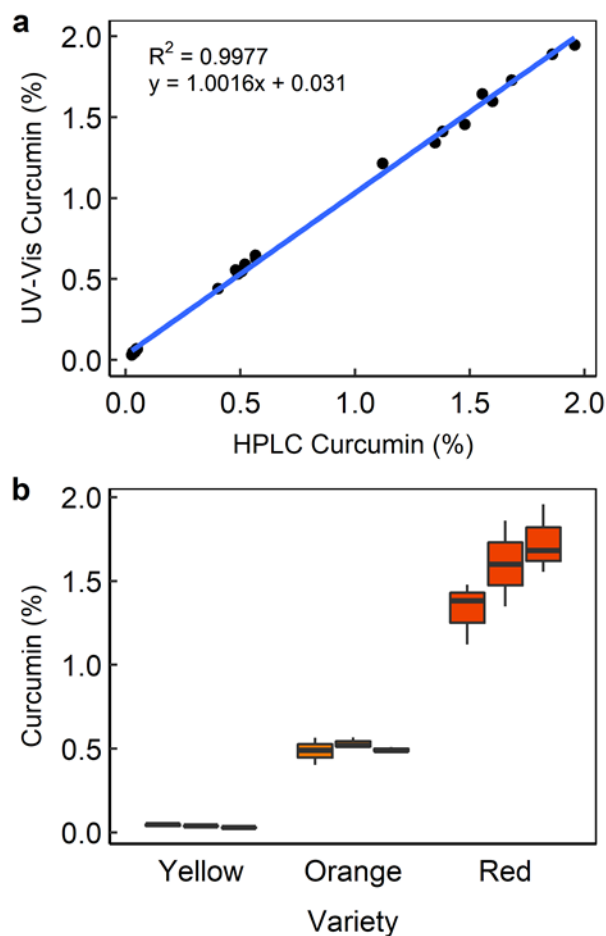 a
R² = 0.9977
y = 1.0016x + 0.031
UV-Vis Curcumin (%)
2.0
1.5
1.0
0.5
0.0
0.0 0.5 1.0 1.5 2.0
HPLC Curcumin (%)
b
Curcumin (%)
2.0
1.5
1.0
0.5
0.0
Yellow Orange Red
Variety